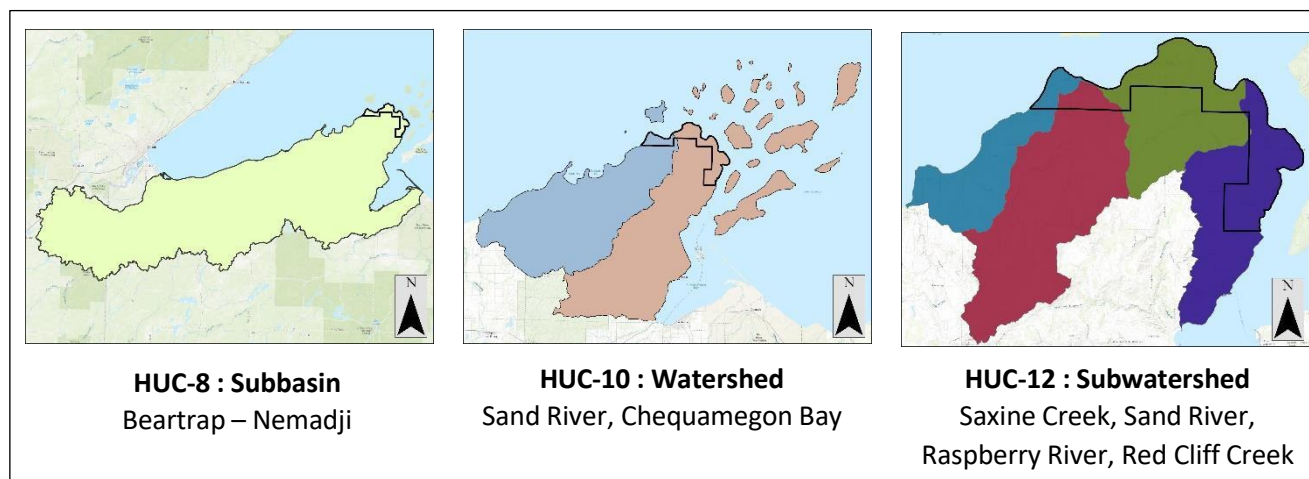 N
N
N
HUC-8 : Subbasin
Beartrap – Nemadji
HUC-10 : Watershed
Sand River, Chequamegon Bay
HUC-12 : Subwatershed
Saxine Creek, Sand River,
Raspberry River, Red Cliff Creek